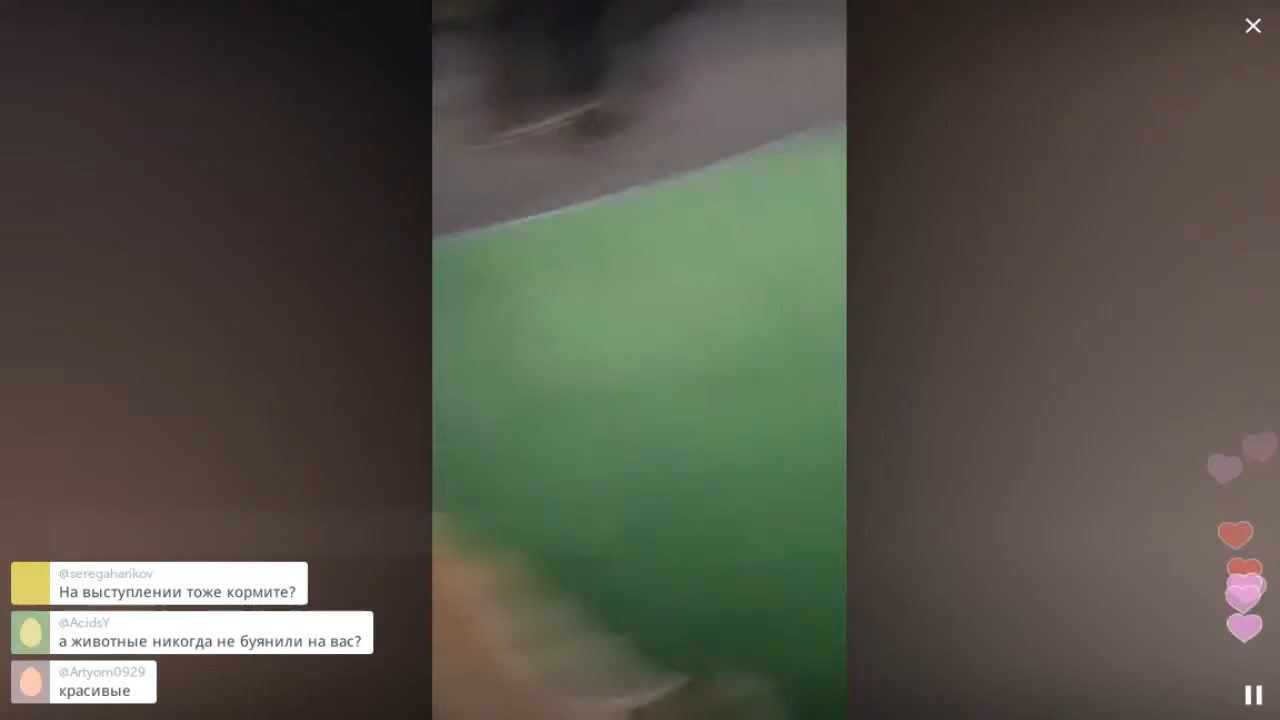 @seregaharikov
На выступлении тоже кормите?
@AcidsY
а животные никогда не буянили на вас?
@Artyom0929
красивые